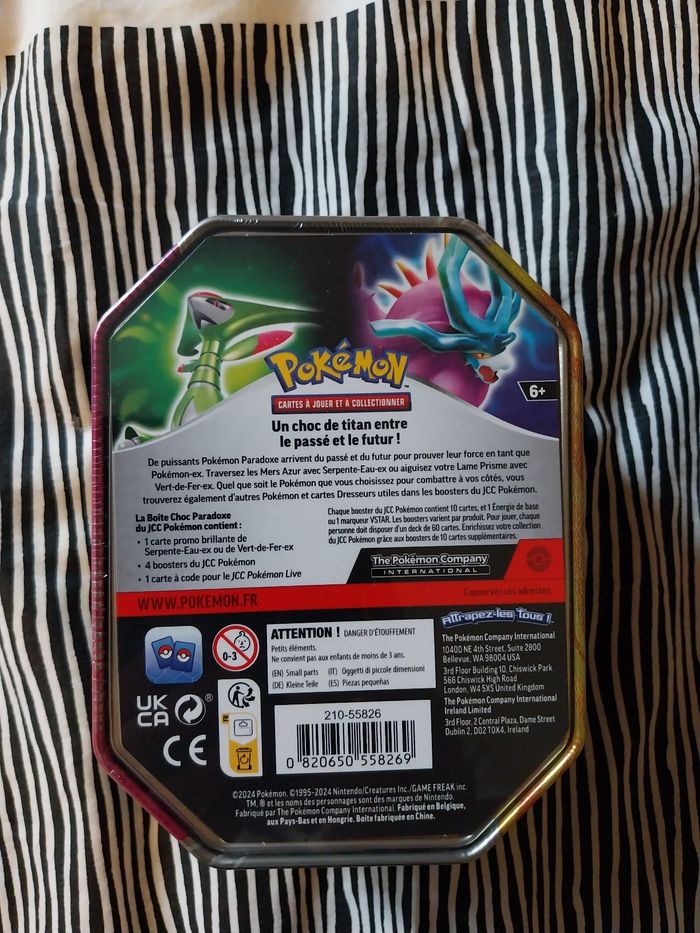 POKÉMON
CARTES À JOUER ET À COLLECTIONNER
6+
Un choc de titan entre
le passé et le futur !
De puissants Pokémon Paradoxe arrivent du passé et du futur pour prouver leur force en tant que
Pokémon-ex. Traversez les Mers Azur avec Serpente-Eau-ex ou aiguisez votre Lame Prisme avec
Vert-de-Fer-ex. Quel que soit le Pokémon que vous choisissez pour combattre à vos côtés, vous
trouverez également d'autres Pokémon et cartes Dresseurs utiles dans les boosters du JCC Pokémon.
La Boîte Choc Paradoxe
du JCC Pokémon contient :
• 1 carte promo brillante de
Serpente-Eau-ex ou de Vert-de-Fer-ex
• 4 boosters du JCC Pokémon
• 1 carte à code pour le JCC Pokémon Live
Chaque booster du JCC Pokémon contient 10 cartes, et 1 Énergie de base
ou 1 marqueur VSTAR. Les boosters varient par produit. Pour jouer, chaque
personne doit disposer d'un deck de 60 cartes. Enrichissez votre collection
du JCC Pokémon grâce aux boosters de 10 cartes supplémentaires.
The Pokémon Company
INTERNATIONAL
WWW.POKEMON.FR
Conservez ces adresses.
0-3
ATTENTION ! DANGER D'ÉTOUFFEMENT
Petits éléments.
Ne convient pas aux enfants de moins de 3 ans.
(EN) Small parts (IT) Oggetti di piccole dimensioni
(DE) Kleine Teile (ES) Piezas pequeñas
Attrapez-les Tous !
The Pokémon Company International
10400 NE 4th Street, Suite 2800
Bellevue, WA 98004 USA
3rd Floor Building 10, Chiswick Park
566 Chiswick High Road
London, W4 5XS United Kingdom
The Pokémon Company International
Ireland Limited
3rd Floor, 2 Central Plaza, Dame Street
Dublin 2, D02 T0X4, Ireland
UK
CA
®
CE
FR
210-55826
0 820650 558269
©2024 Pokémon. ©1995-2024 Nintendo/Creatures Inc./GAME FREAK inc.
TM, ® et les noms des personnages sont des marques de Nintendo.
Fabriqué par The Pokémon Company International. Fabriqué en Belgique,
aux Pays-Bas et en Hongrie. Boîte fabriquée en Chine.